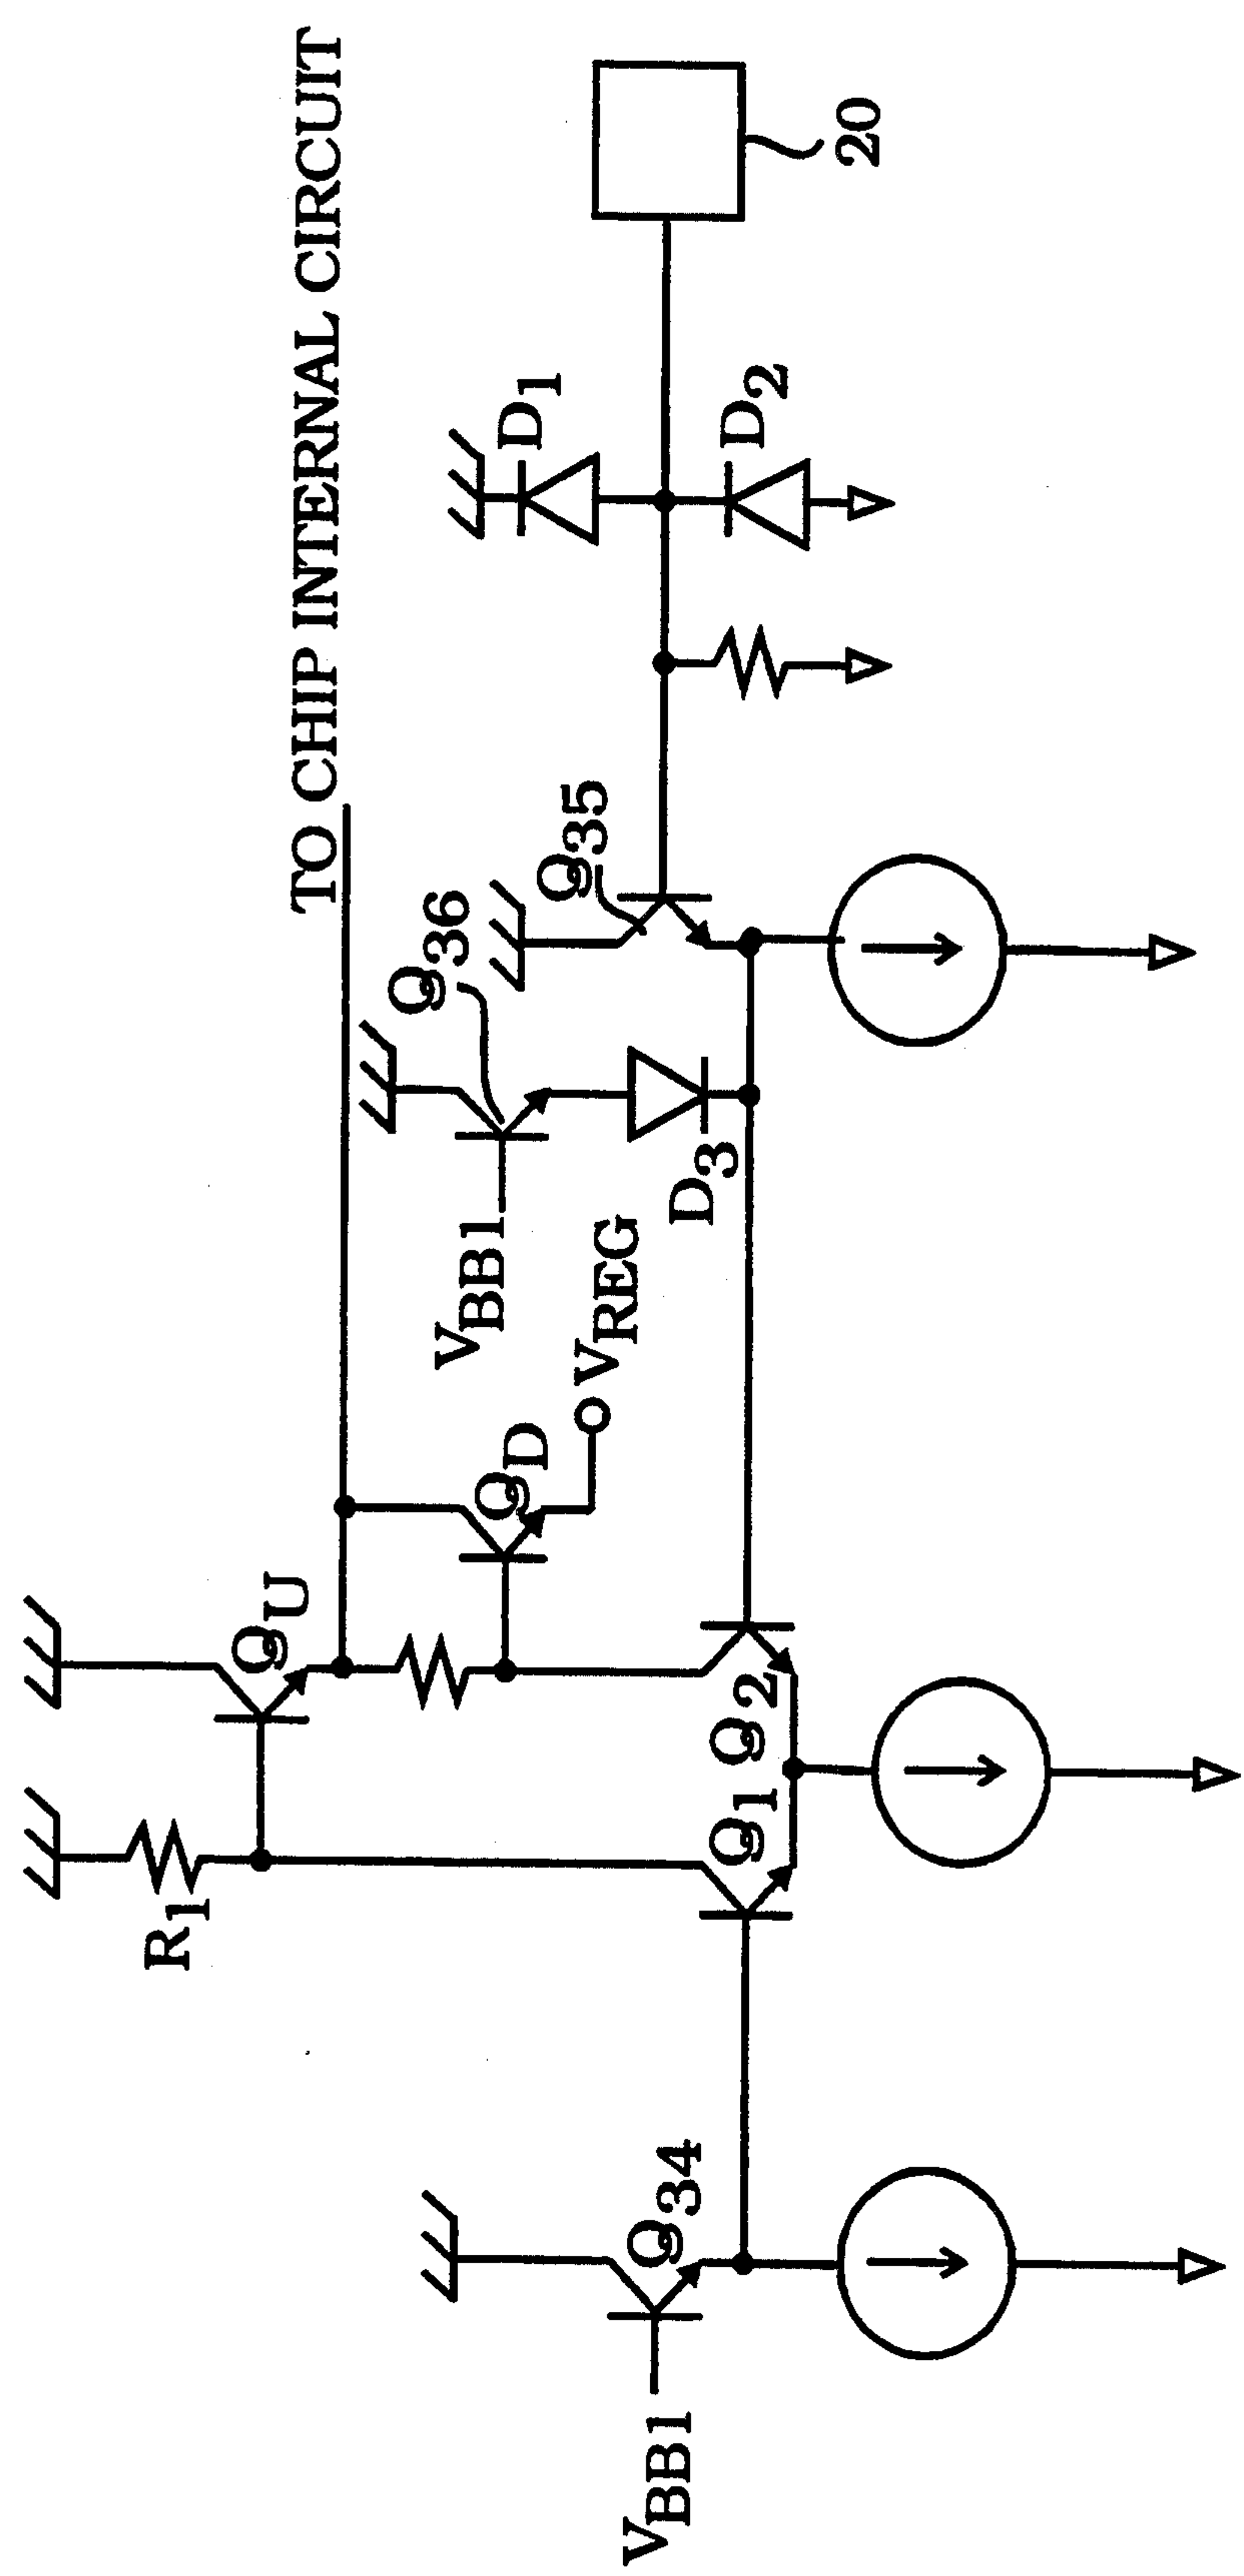 TO CHIP INTERNAL CIRCUIT
QU
R1
QD
VREG
VBB1
Q36
Q35
D1
D2
20
D3
Q1
Q2
Q34
VBB1